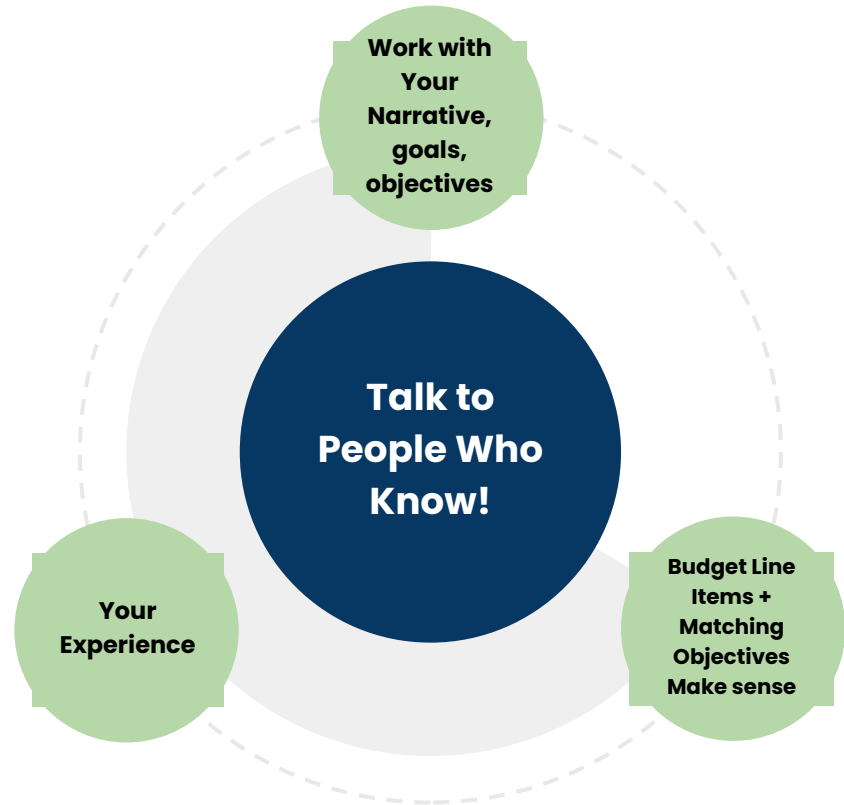 Work with
Your
Narrative,
goals,
objectives
Talk to
People Who
Know!
Your
Experience
Budget Line
Items +
Matching
Objectives
Make sense